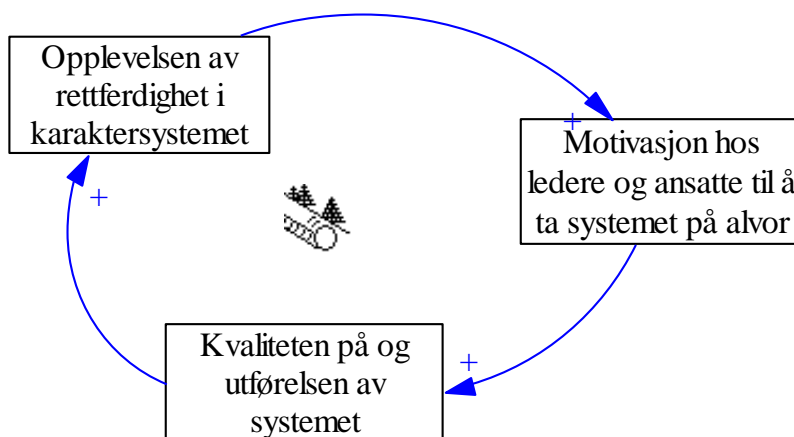 Opplevelsen av
rettferdighet i
karaktersystemet
+
Motivasjon hos
ledere og ansatte til å
ta systemet på alvor
+
Kvaliteten på og
utførelsen av
systemet
+